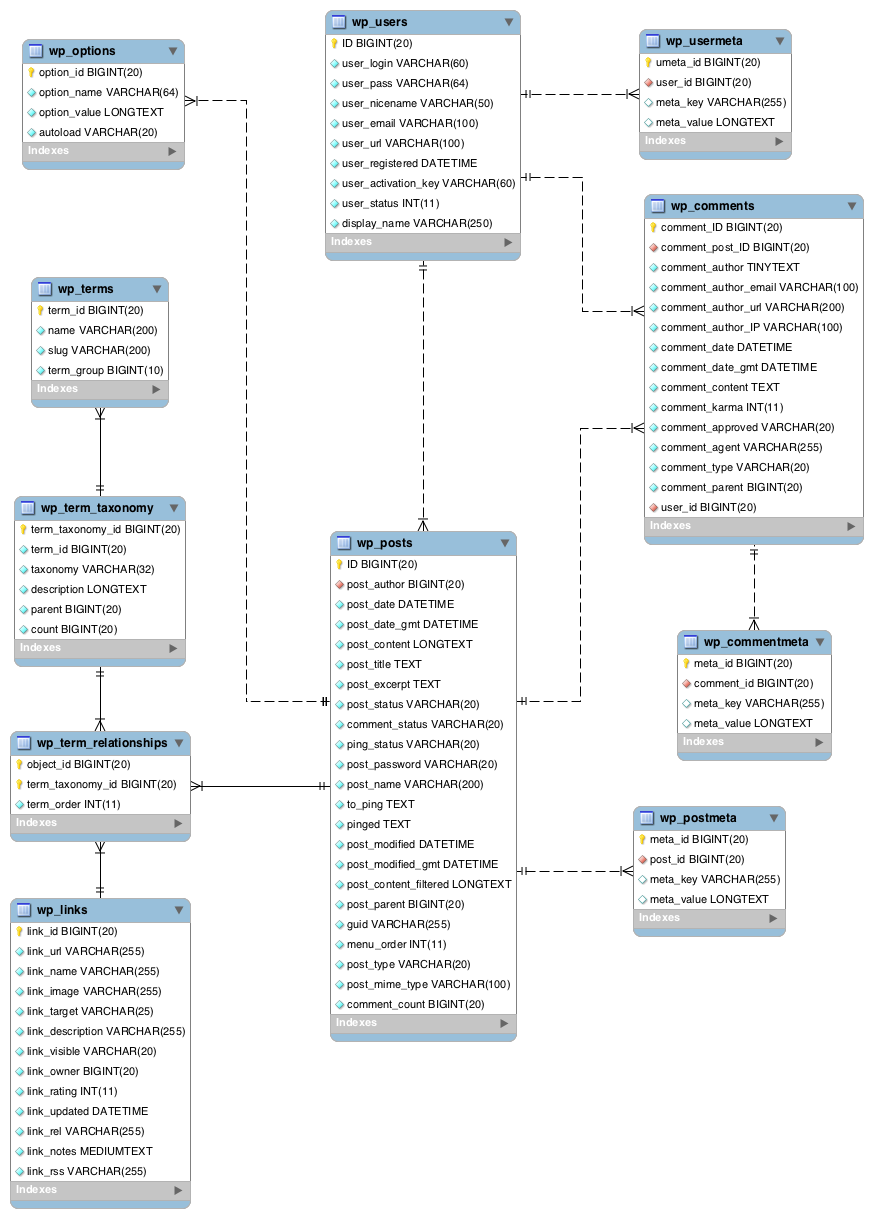 wp_options
option_id BIGINT(20)
option_name VARCHAR(64)
option_value LONGTEXT
autoload VARCHAR(20)
Indexes
wp_users
ID BIGINT(20)
user_login VARCHAR(60)
user_pass VARCHAR(64)
user_nicename VARCHAR(50)
user_email VARCHAR(100)
user_url VARCHAR(100)
user_registered DATETIME
user_activation_key VARCHAR(60)
user_status INT(11)
display_name VARCHAR(250)
Indexes
wp_usermeta
umeta_id BIGINT(20)
user_id BIGINT(20)
meta_key VARCHAR(255)
meta_value LONGTEXT
Indexes
wp_comments
comment_ID BIGINT(20)
comment_post_ID BIGINT(20)
comment_author TINYTEXT
comment_author_email VARCHAR(100)
comment_author_url VARCHAR(200)
comment_author_IP VARCHAR(100)
comment_date DATETIME
comment_date_gmt DATETIME
comment_content TEXT
comment_karma INT(11)
comment_approved VARCHAR(20)
comment_agent VARCHAR(255)
comment_type VARCHAR(20)
comment_parent BIGINT(20)
user_id BIGINT(20)
Indexes
wp_terms
term_id BIGINT(20)
name VARCHAR(200)
slug VARCHAR(200)
term_group BIGINT(10)
Indexes
wp_term_taxonomy
term_taxonomy_id BIGINT(20)
term_id BIGINT(20)
taxonomy VARCHAR(32)
description LONGTEXT
parent BIGINT(20)
count BIGINT(20)
Indexes
wp_posts
ID BIGINT(20)
post_author BIGINT(20)
post_date DATETIME
post_date_gmt DATETIME
post_content LONGTEXT
post_title TEXT
post_excerpt TEXT
post_status VARCHAR(20)
comment_status VARCHAR(20)
ping_status VARCHAR(20)
post_password VARCHAR(20)
post_name VARCHAR(200)
to_ping TEXT
pinged TEXT
post_modified DATETIME
post_modified_gmt DATETIME
post_content_filtered LONGTEXT
post_parent BIGINT(20)
guid VARCHAR(255)
menu_order INT(11)
post_type VARCHAR(20)
post_mime_type VARCHAR(100)
comment_count BIGINT(20)
Indexes
wp_commentmeta
meta_id BIGINT(20)
comment_id BIGINT(20)
meta_key VARCHAR(255)
meta_value LONGTEXT
Indexes
wp_term_relationships
object_id BIGINT(20)
term_taxonomy_id BIGINT(20)
term_order INT(11)
Indexes
wp_postmeta
meta_id BIGINT(20)
post_id BIGINT(20)
meta_key VARCHAR(255)
meta_value LONGTEXT
Indexes
wp_links
link_id BIGINT(20)
link_url VARCHAR(255)
link_name VARCHAR(255)
link_image VARCHAR(255)
link_target VARCHAR(25)
link_description VARCHAR(255)
link_visible VARCHAR(20)
link_owner BIGINT(20)
link_rating INT(11)
link_updated DATETIME
link_rel VARCHAR(255)
link_notes MEDIUMTEXT
link_rss VARCHAR(255)
Indexes